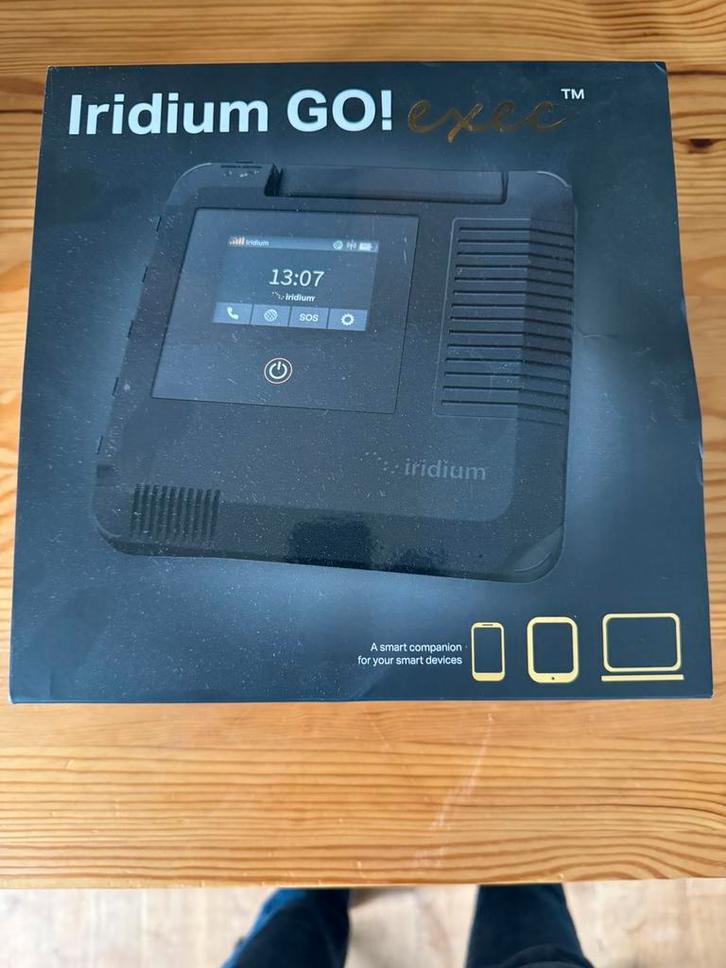 Iridium GO! exec™
Iridium
13:07
iridium
SOS
iridium
A smart companion
for your smart devices